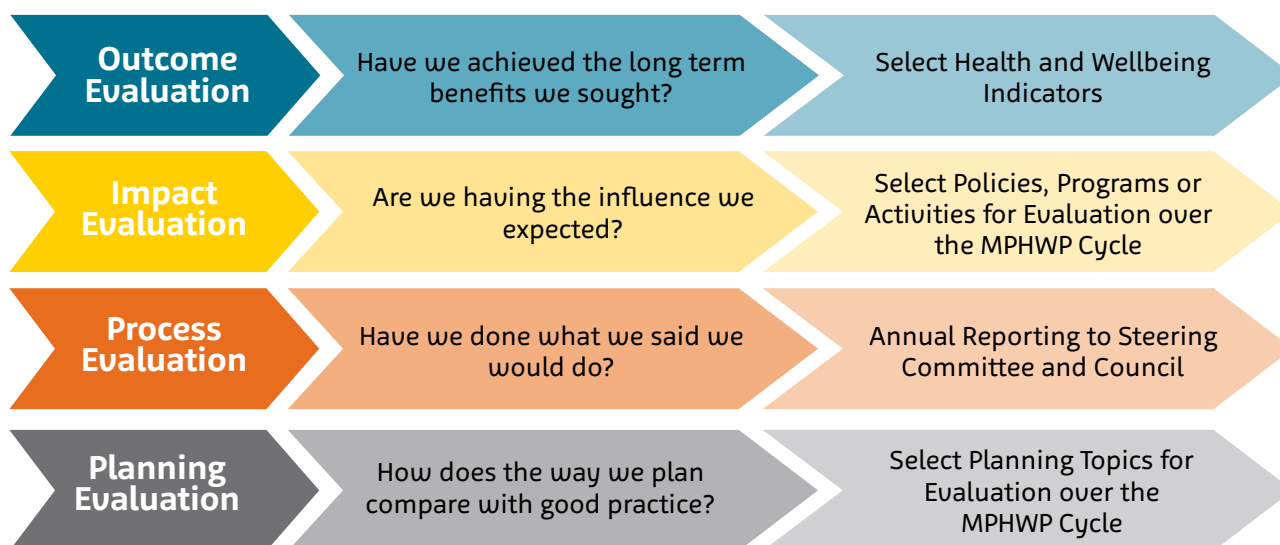 Outcome
Evaluation
Have we achieved the long term
benefits we sought?
Select Health and Wellbeing
Indicators
Impact
Evaluation
Are we having the influence we
expected?
Select Policies, Programs or
Activities for Evaluation over
the MPHWP Cycle
Process
Evaluation
Have we done what we said we
would do?
Annual Reporting to Steering
Committee and Council
Planning
Evaluation
How does the way we plan
compare with good practice?
Select Planning Topics for
Evaluation over the
MPHWP Cycle